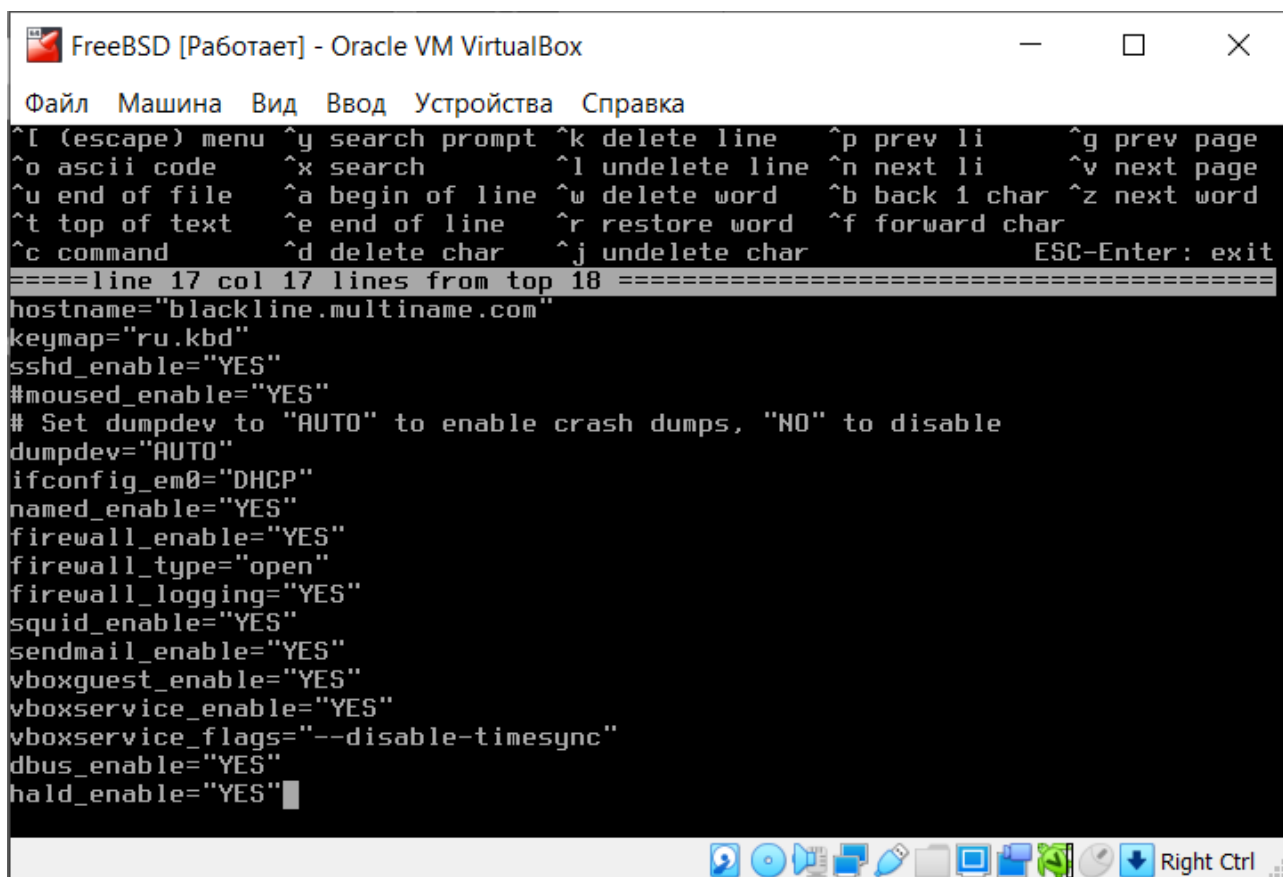 FreeBSD [Работает] - Oracle VM VirtualBox
Файл Машина Вид Ввод Устройства Справка
^[ (escape) menu ^y search prompt ^k delete line ^p prev li ^g prev page
^o ascii code ^x search ^l undelete line ^n next li ^v next page
^u end of file ^a begin of line ^w delete word ^b back 1 char ^z next word
^t top of text ^e end of line ^r restore word ^f forward char
^c command ^d delete char ^j undelete char ESC-Enter: exit
=====line 17 col 17 lines from top 18 ==========================================
hostname="blackline.multiname.com"
keymap="ru.kbd"
sshd_enable="YES"
#moused_enable="YES"
# Set dumpdev to "AUTO" to enable crash dumps, "NO" to disable
dumpdev="AUTO"
ifconfig_em0="DHCP"
named_enable="YES"
firewall_enable="YES"
firewall_type="open"
firewall_logging="YES"
squid_enable="YES"
sendmail_enable="YES"
vboxguest_enable="YES"
vboxservice_enable="YES"
vboxservice_flags="--disable-timesync"
dbus_enable="YES"
hald_enable="YES"
Right Ctrl